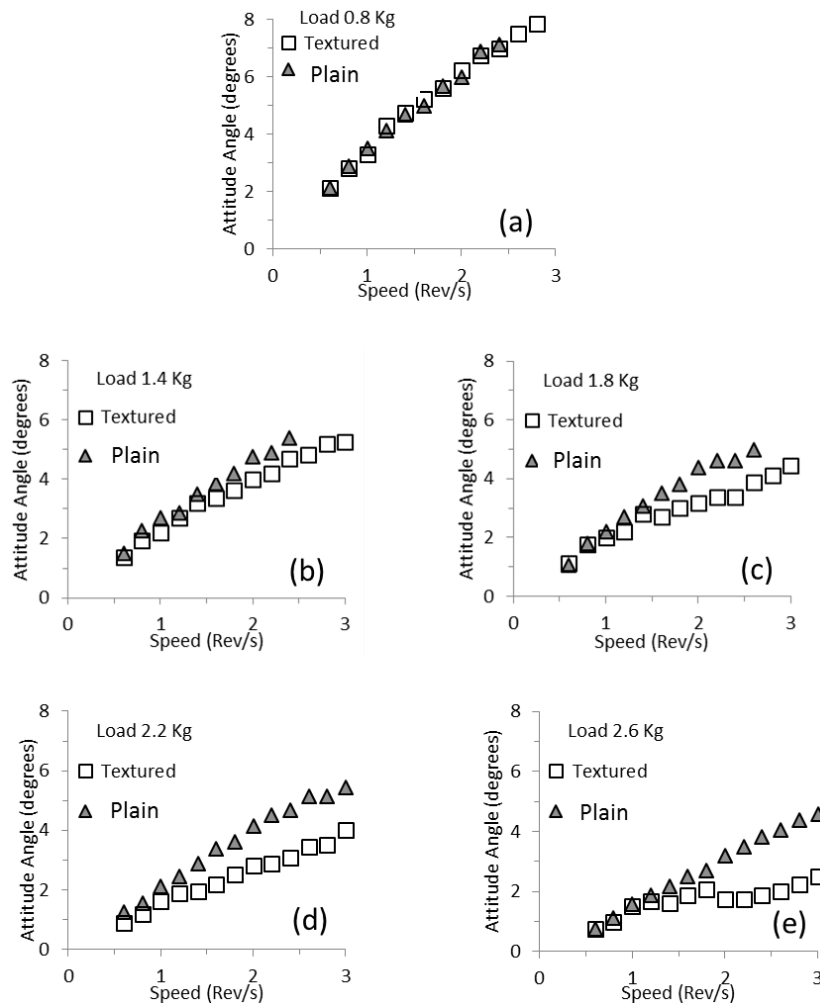 8
Load 0.8 Kg
Textured
Plain
6
4
2
0
Attitude Angle (degrees)
(a)
0
1
2
3
Speed (Rev/s)
8
Load 1.4 Kg
Textured
6
Plain
4
2
0
Attitude Angle (degrees)
(b)
0
1
2
3
Speed (Rev/s)
8
Load 1.8 Kg
6
Textured
Plain
4
2
0
Attitude Angle (degrees)
(c)
0
1
2
3
Speed (Rev/s)
8
Load 2.2 Kg
Textured
6
Plain
4
2
0
Attitude Angle (degrees)
(d)
0
1
2
3
Speed (Rev/s)
8
Load 2.6 Kg
Textured
6
Plain
4
2
0
Attitude Angle (degrees)
(e)
0
1
2
3
Speed (Rev/s)